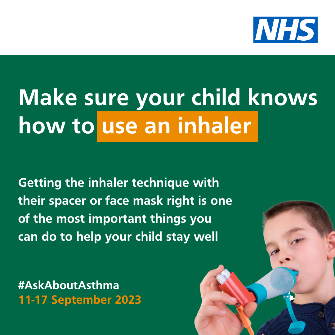 NHS
Make sure your child knows
how to use an inhaler
Getting the inhaler technique with
their spacer or face mask right is one
of the most important things you
can do to help your child stay well
#AskAboutAsthma
11-17 September 2023